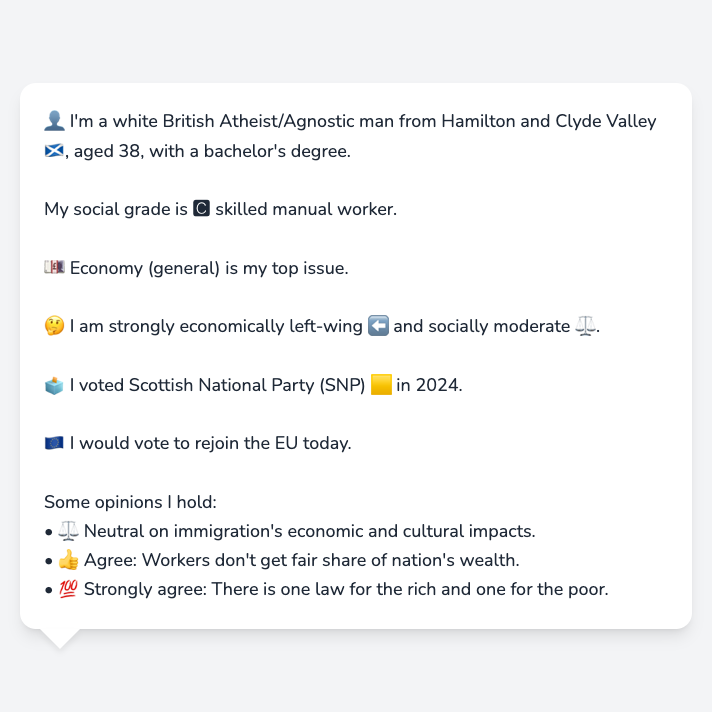 👤 I'm a white British Atheist/Agnostic man from Hamilton and Clyde Valley
🏴󠁧󠁢󠁳󠁣󠁴󠁿, aged 38, with a bachelor's degree.
My social grade is 🅲 skilled manual worker.
💷 Economy (general) is my top issue.
🤔 I am strongly economically left-wing ⬅️ and socially moderate ⚖️.
🗳️ I voted Scottish National Party (SNP) 🟨 in 2024.
🇪🇺 I would vote to rejoin the EU today.
Some opinions I hold:
• ⚖️ Neutral on immigration's economic and cultural impacts.
• 👍 Agree: Workers don't get fair share of nation's wealth.
• 💯 Strongly agree: There is one law for the rich and one for the poor.